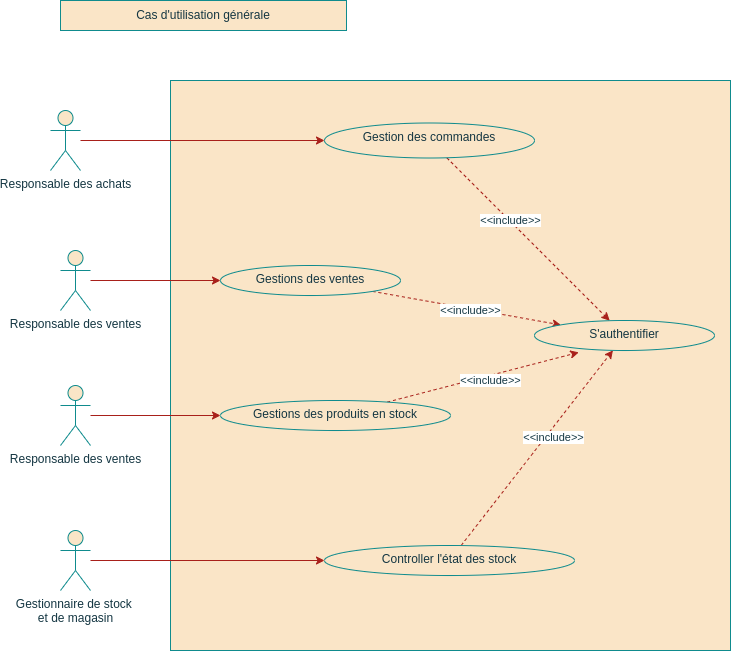 Cas d'utilisation générale
Gestion des commandes
Responsable des achats
<<include>>
Gestions des ventes
Responsable des ventes
<<include>>
S'authentifier
<<include>>
Gestions des produits en stock
Responsable des ventes
<<include>>
Controller l'état des stock
Gestionnaire de stock
et de magasin